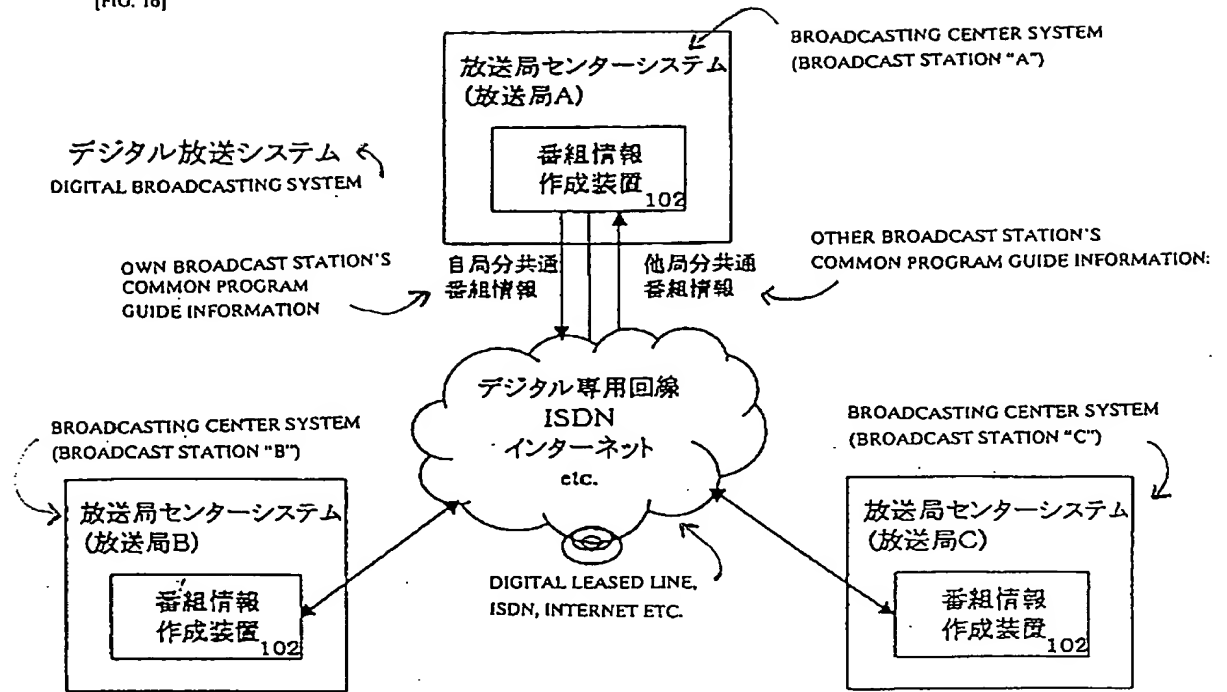 [FIG. 16]
BROADCASTING CENTER SYSTEM
(BROADCAST STATION "A")
放送局センターシステム
(放送局A)
番組情報
作成装置
102
デジタル放送システム
DIGITAL BROADCASTING SYSTEM
OWN BROADCAST STATION'S
COMMON PROGRAM
GUIDE INFORMATION
自局分共通
番組情報
他局分共通
番組情報
OTHER BROADCAST STATION'S
COMMON PROGRAM GUIDE INFORMATION:
デジタル専用回線
ISDN
インターネット
etc.
BROADCASTING CENTER SYSTEM
(BROADCAST STATION "B")
放送局センターシステム
(放送局B)
番組情報
作成装置
102
DIGITAL LEASED LINE,
ISDN, INTERNET ETC.
BROADCASTING CENTER SYSTEM
(BROADCAST STATION "C")
放送局センターシステム
(放送局C)
番組情報
作成装置
102